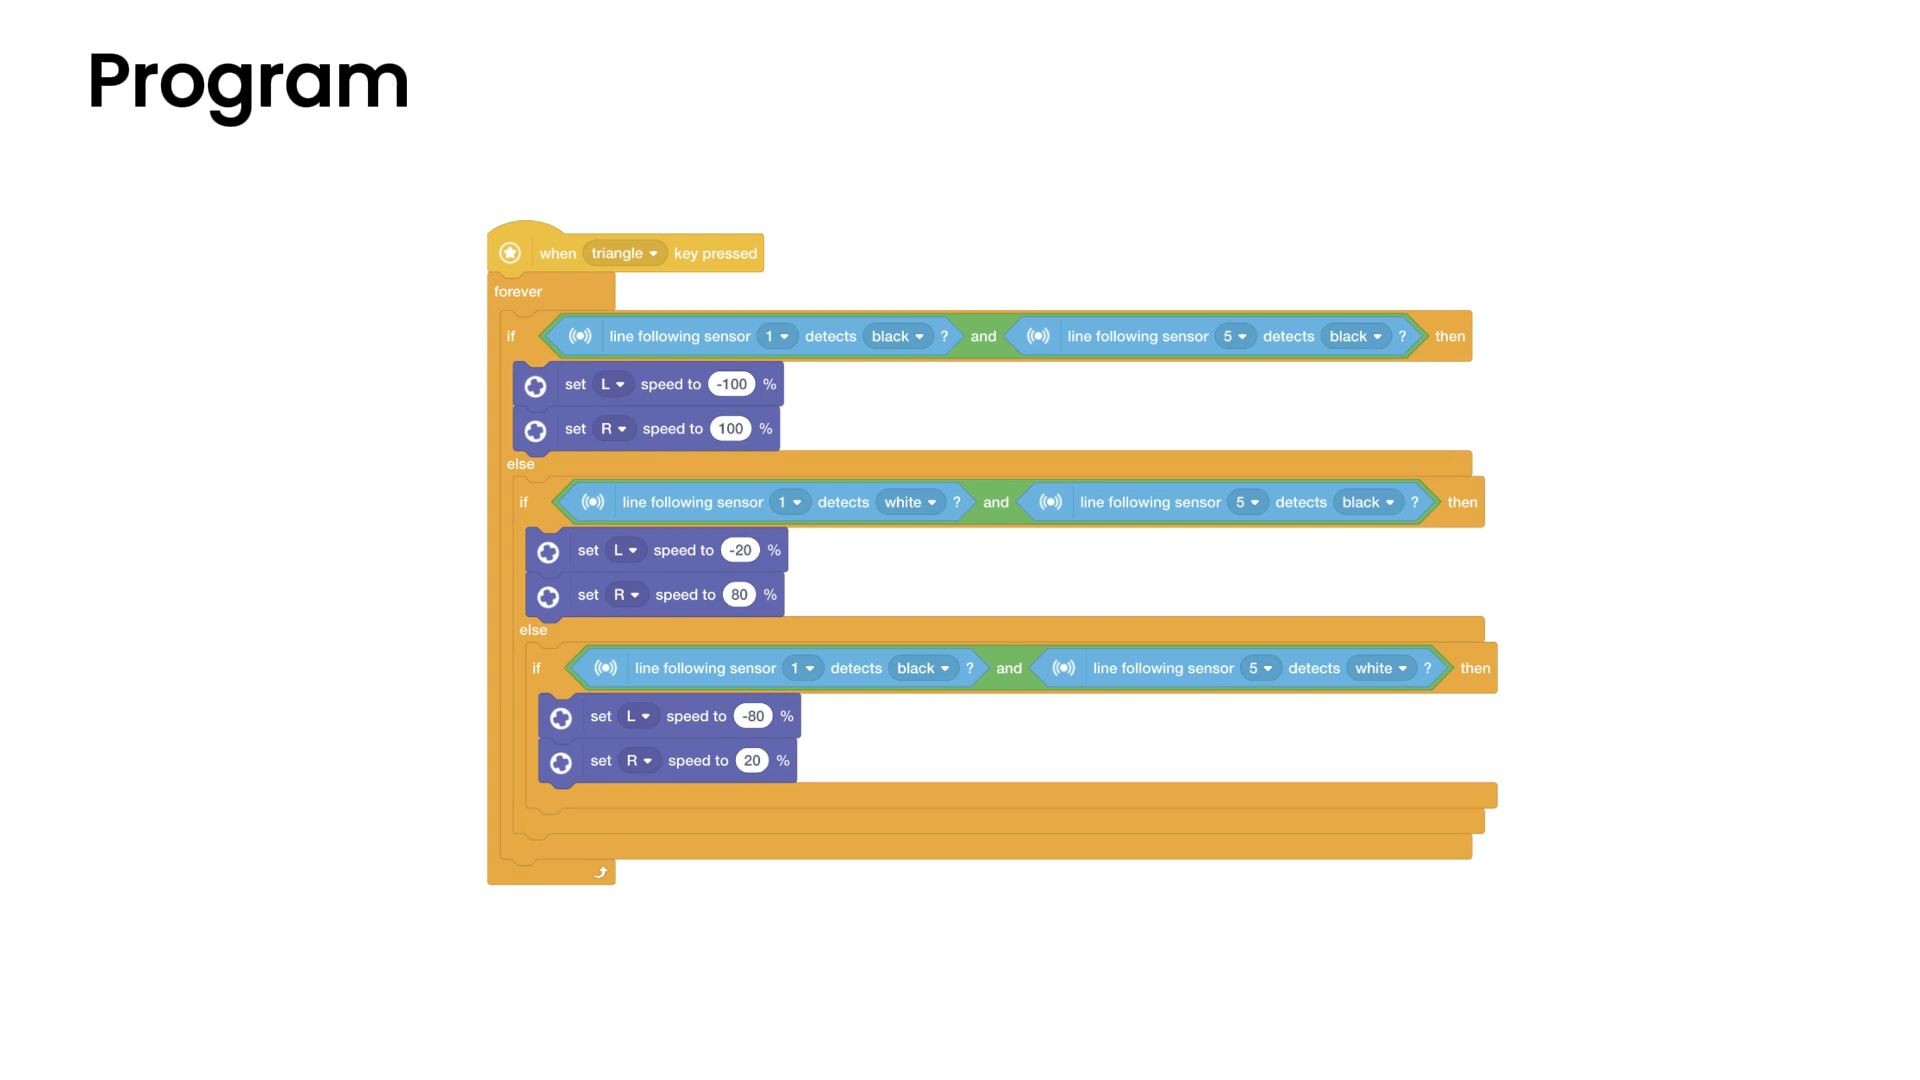 Program
when triangle key pressed
forever
if line following sensor 1 detects black ? and line following sensor 5 detects black ? then
set L speed to -100 %
set R speed to 100 %
else
if line following sensor 1 detects white ? and line following sensor 5 detects black ? then
set L speed to -20 %
set R speed to 80 %
else
if line following sensor 1 detects black ? and line following sensor 5 detects white ? then
set L speed to -80 %
set R speed to 20 %